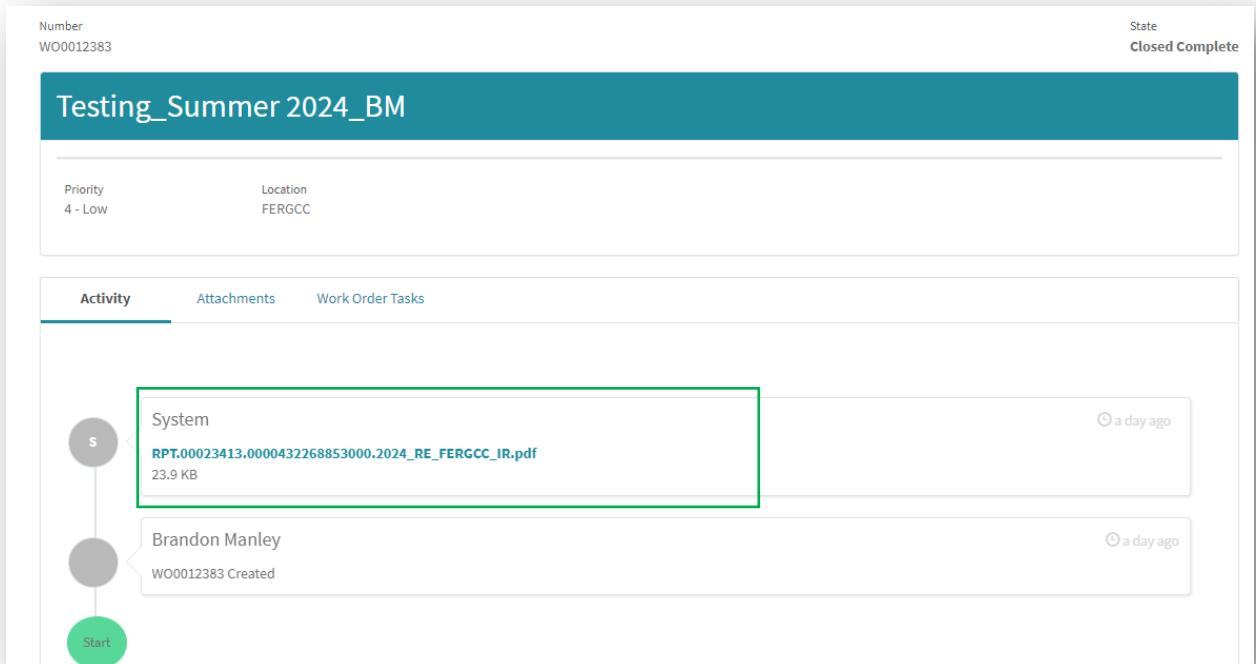 Number
State
WO0012383
Closed Complete
Testing_Summer 2024_BM
Priority
Location
4 - Low
FERGCC
Activity
Attachments
Work Order Tasks
S
System
a day ago
RPT.00023413.0000432268853000.2024_RE_FERGCC_IR.pdf
23.9 KB
Brandon Manley
a day ago
WO0012383 Created
Start